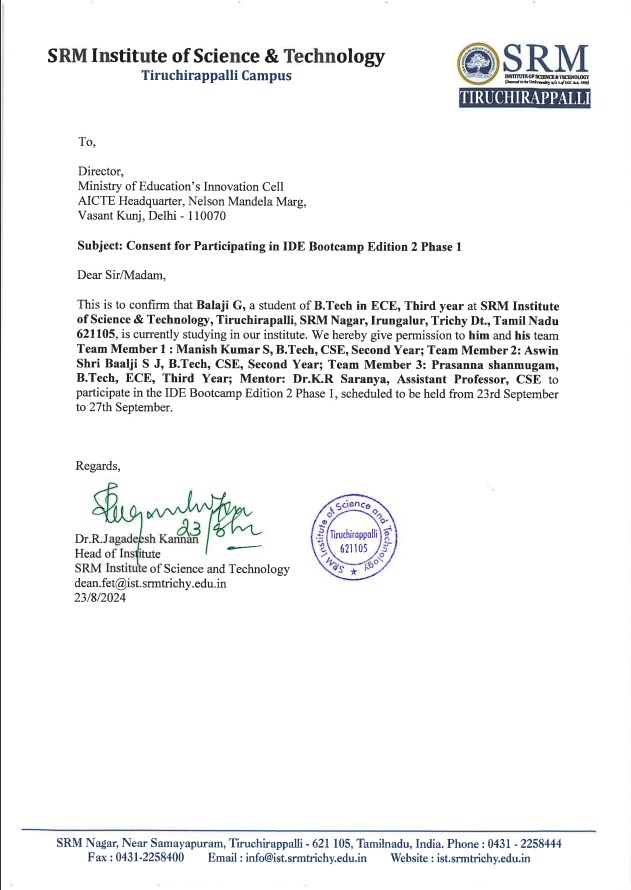 SRM Institute of Science & Technology
Tiruchirappalli Campus
SRM
INSTITUTE OF SCIENCE & TECHNOLOGY
(Deemed to be University u/s 3 of UGC Act, 1956)
TIRUCHIRAPPALLI
To,
Director,
Ministry of Education's Innovation Cell
AICTE Headquarter, Nelson Mandela Marg,
Vasant Kunj, Delhi - 110070
Subject: Consent for Participating in IDE Bootcamp Edition 2 Phase 1
Dear Sir/Madam,
This is to confirm that Balaji G, a student of B.Tech in ECE, Third year at SRM Institute
of Science & Technology, Tiruchirapalli, SRM Nagar, Irungalur, Trichy Dt., Tamil Nadu
621105, is currently studying in our institute. We hereby give permission to him and his team
Team Member 1 : Manish Kumar S, B.Tech, CSE, Second Year; Team Member 2: Aswin
Shri Baalji S J, B.Tech, CSE, Second Year; Team Member 3: Prasanna shanmugam,
B.Tech, ECE, Third Year; Mentor: Dr.K.R Saranya, Assistant Professor, CSE to
participate in the IDE Bootcamp Edition 2 Phase 1, scheduled to be held from 23rd September
to 27th September.
Regards,
23/8/24
Dr.R.Jagadeesh Kannan
Head of Institute
SRM Institute of Science and Technology
dean.fet@ist.srmtrichy.edu.in
23/8/2024
SRM Institute of Science and Technology
Tiruchirappalli
621105
SRM Nagar, Near Samayapuram, Tiruchirappalli - 621 105, Tamilnadu, India. Phone : 0431 - 2258444
Fax : 0431-2258400 Email : info@ist.srmtrichy.edu.in Website : ist.srmtrichy.edu.in